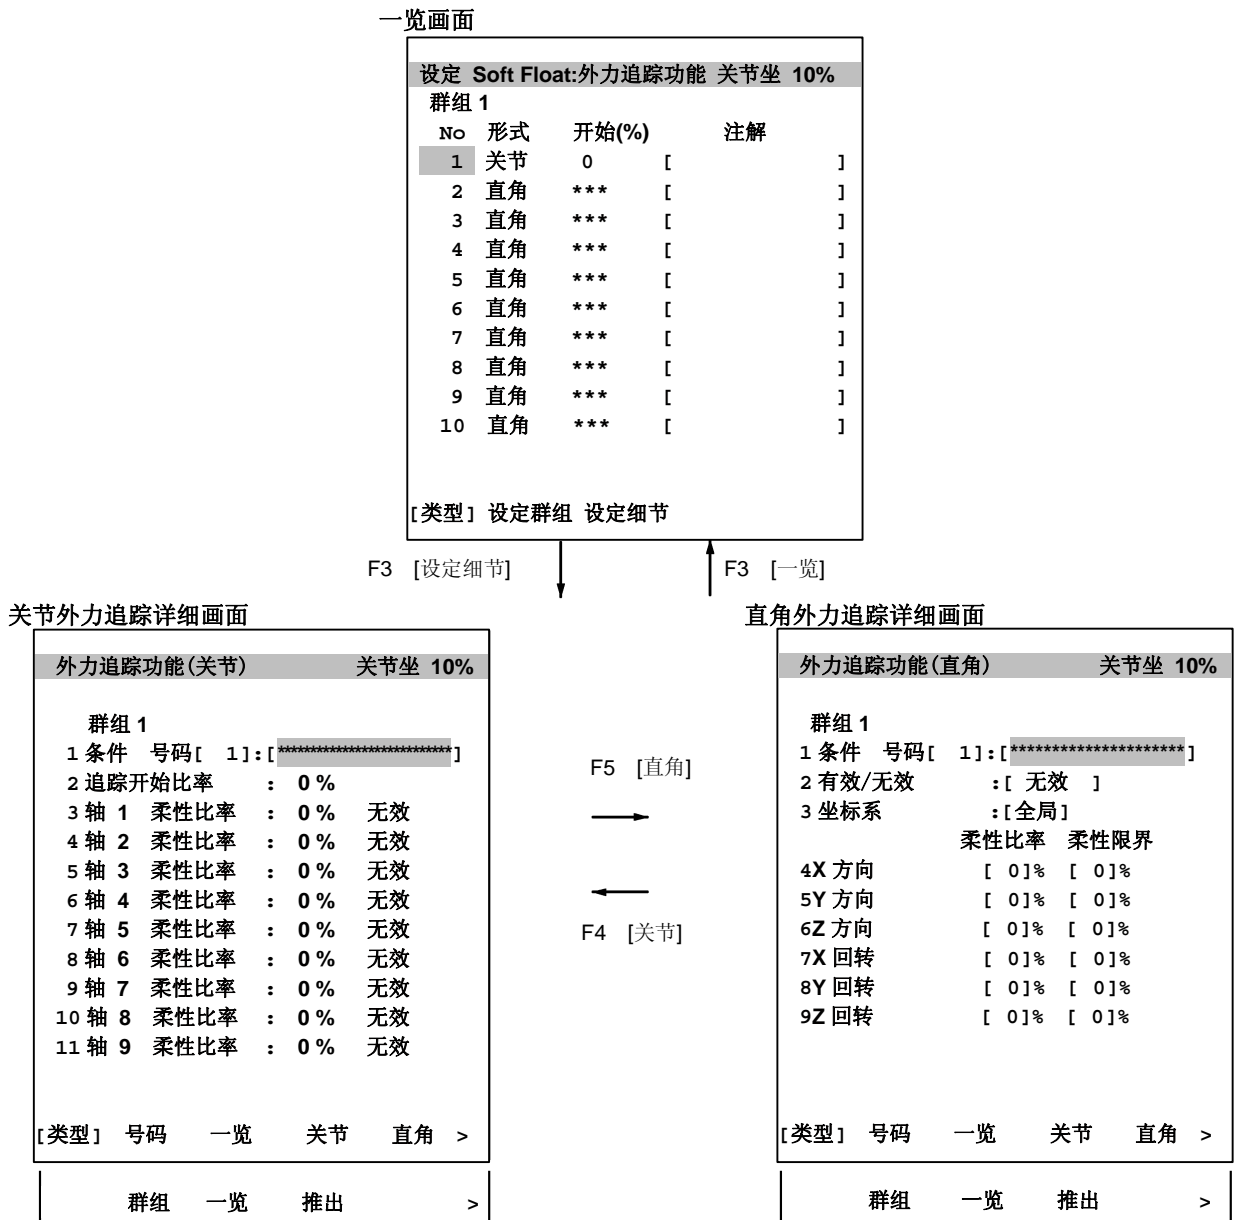 一览画面
设定 Soft Float:外力追踪功能 关节坐 10%
群组 1
No 形式 开始(%) 注解
1 关节 0 [ ]
2 直角 *** [ ]
3 直角 *** [ ]
4 直角 *** [ ]
5 直角 *** [ ]
6 直角 *** [ ]
7 直角 *** [ ]
8 直角 *** [ ]
9 直角 *** [ ]
10 直角 *** [ ]
[类型] 设定群组 设定细节
F3 [设定细节]
F3 [一览]
关节外力追踪详细画面
外力追踪功能(关节) 关节坐 10%
群组 1
1 条件 号码[ 1]:[*************************]
2 追踪开始比率 : 0 %
3 轴 1 柔性比率 : 0 % 无效
4 轴 2 柔性比率 : 0 % 无效
5 轴 3 柔性比率 : 0 % 无效
6 轴 4 柔性比率 : 0 % 无效
7 轴 5 柔性比率 : 0 % 无效
8 轴 6 柔性比率 : 0 % 无效
9 轴 7 柔性比率 : 0 % 无效
10 轴 8 柔性比率 : 0 % 无效
11 轴 9 柔性比率 : 0 % 无效
[类型] 号码 一览 关节 直角 >
群组 一览 推出 >
F5 [直角]
F4 [关节]
直角外力追踪详细画面
外力追踪功能(直角) 关节坐 10%
群组 1
1 条件 号码[ 1]:[*********************]
2 有效/无效 :[ 无效 ]
3 坐标系 :[全局]
柔性比率 柔性限界
4X 方向 [ 0]% [ 0]%
5Y 方向 [ 0]% [ 0]%
6Z 方向 [ 0]% [ 0]%
7X 回转 [ 0]% [ 0]%
8Y 回转 [ 0]% [ 0]%
9Z 回转 [ 0]% [ 0]%
[类型] 号码 一览 关节 直角 >
群组 一览 推出 >